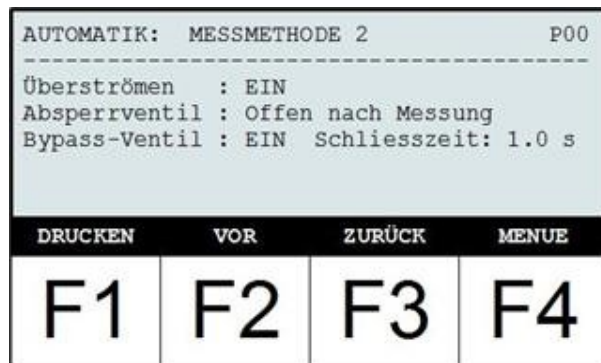 AUTOMATIK: MESSMETHODE 2 P00
------------------------------------------
Überströmen : EIN
Absperrventil : Offen nach Messung
Bypass-Ventil : EIN Schliesszeit: 1.0 s
DRUCKEN VOR ZURÜCK MENUE
F1 F2 F3 F4